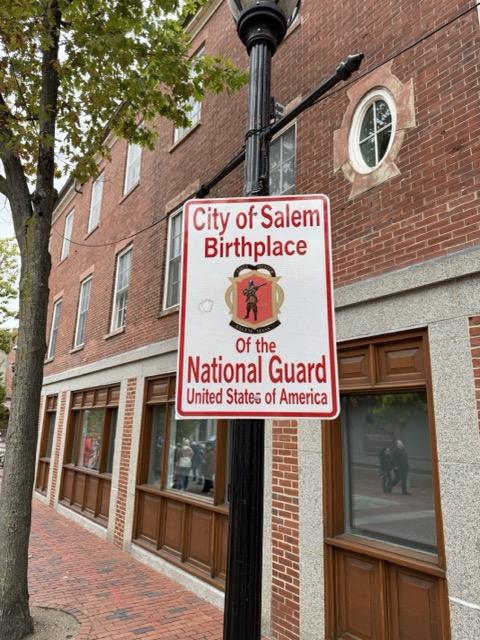 City of Salem
Birthplace
Of the
National Guard
United States of America